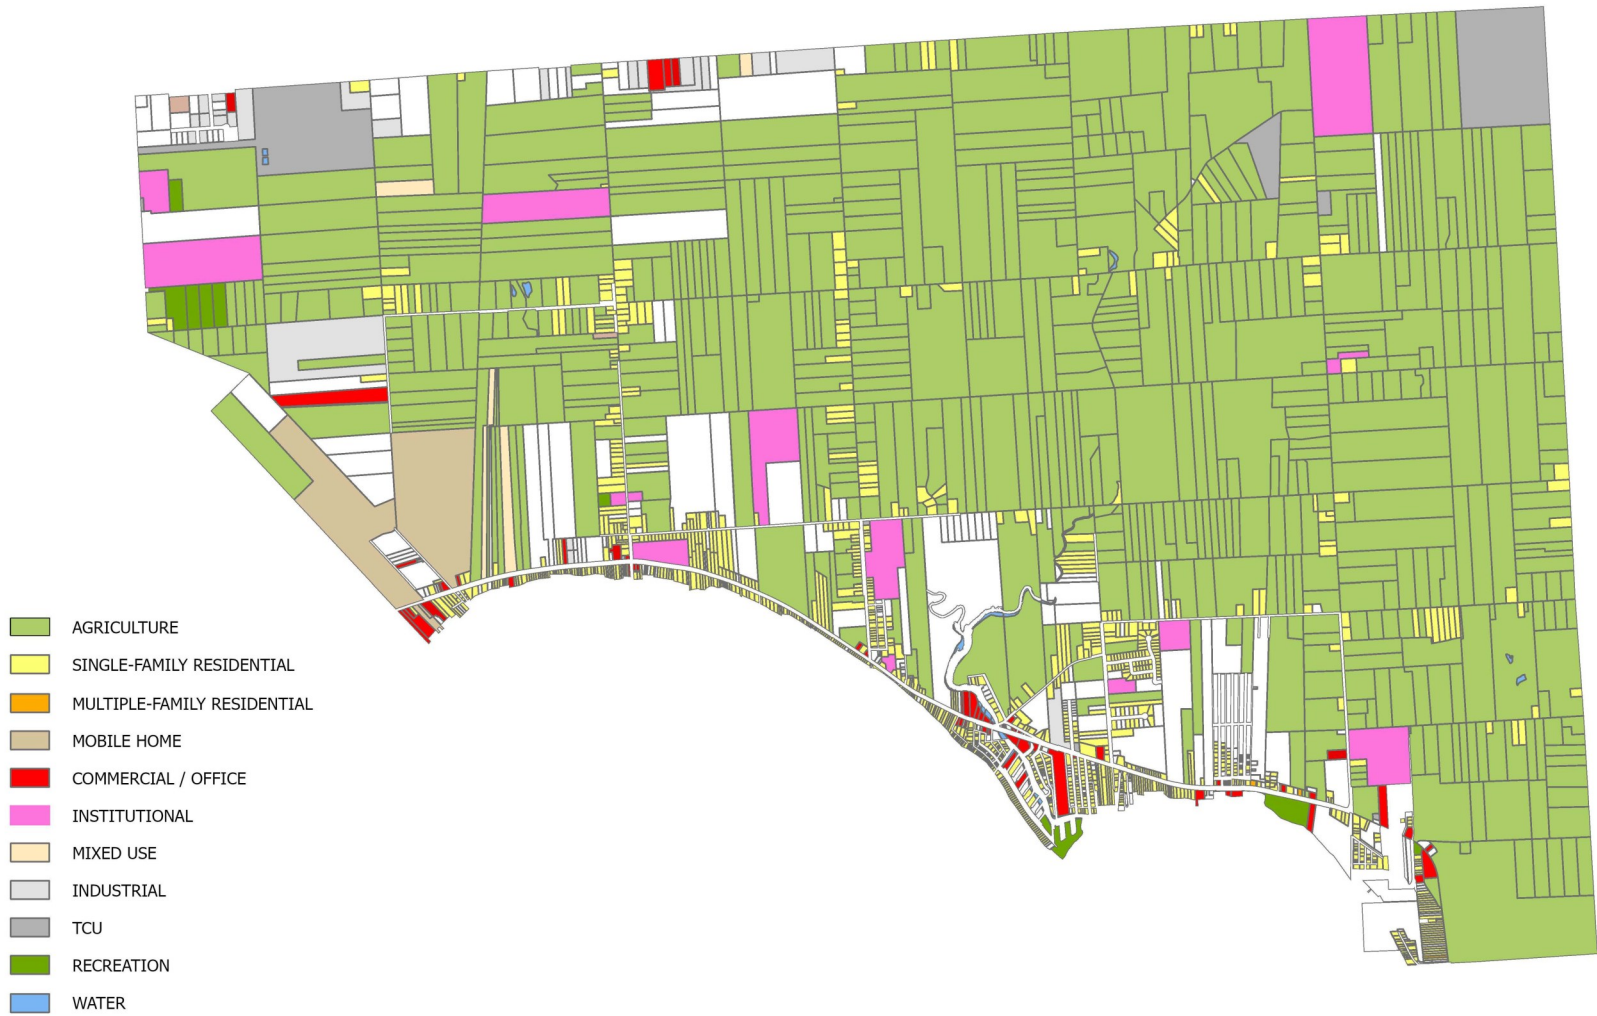 AGRICULTURE
SINGLE-FAMILY RESIDENTIAL
MULTIPLE-FAMILY RESIDENTIAL
MOBILE HOME
COMMERCIAL / OFFICE
INSTITUTIONAL
MIXED USE
INDUSTRIAL
TCU
RECREATION
WATER